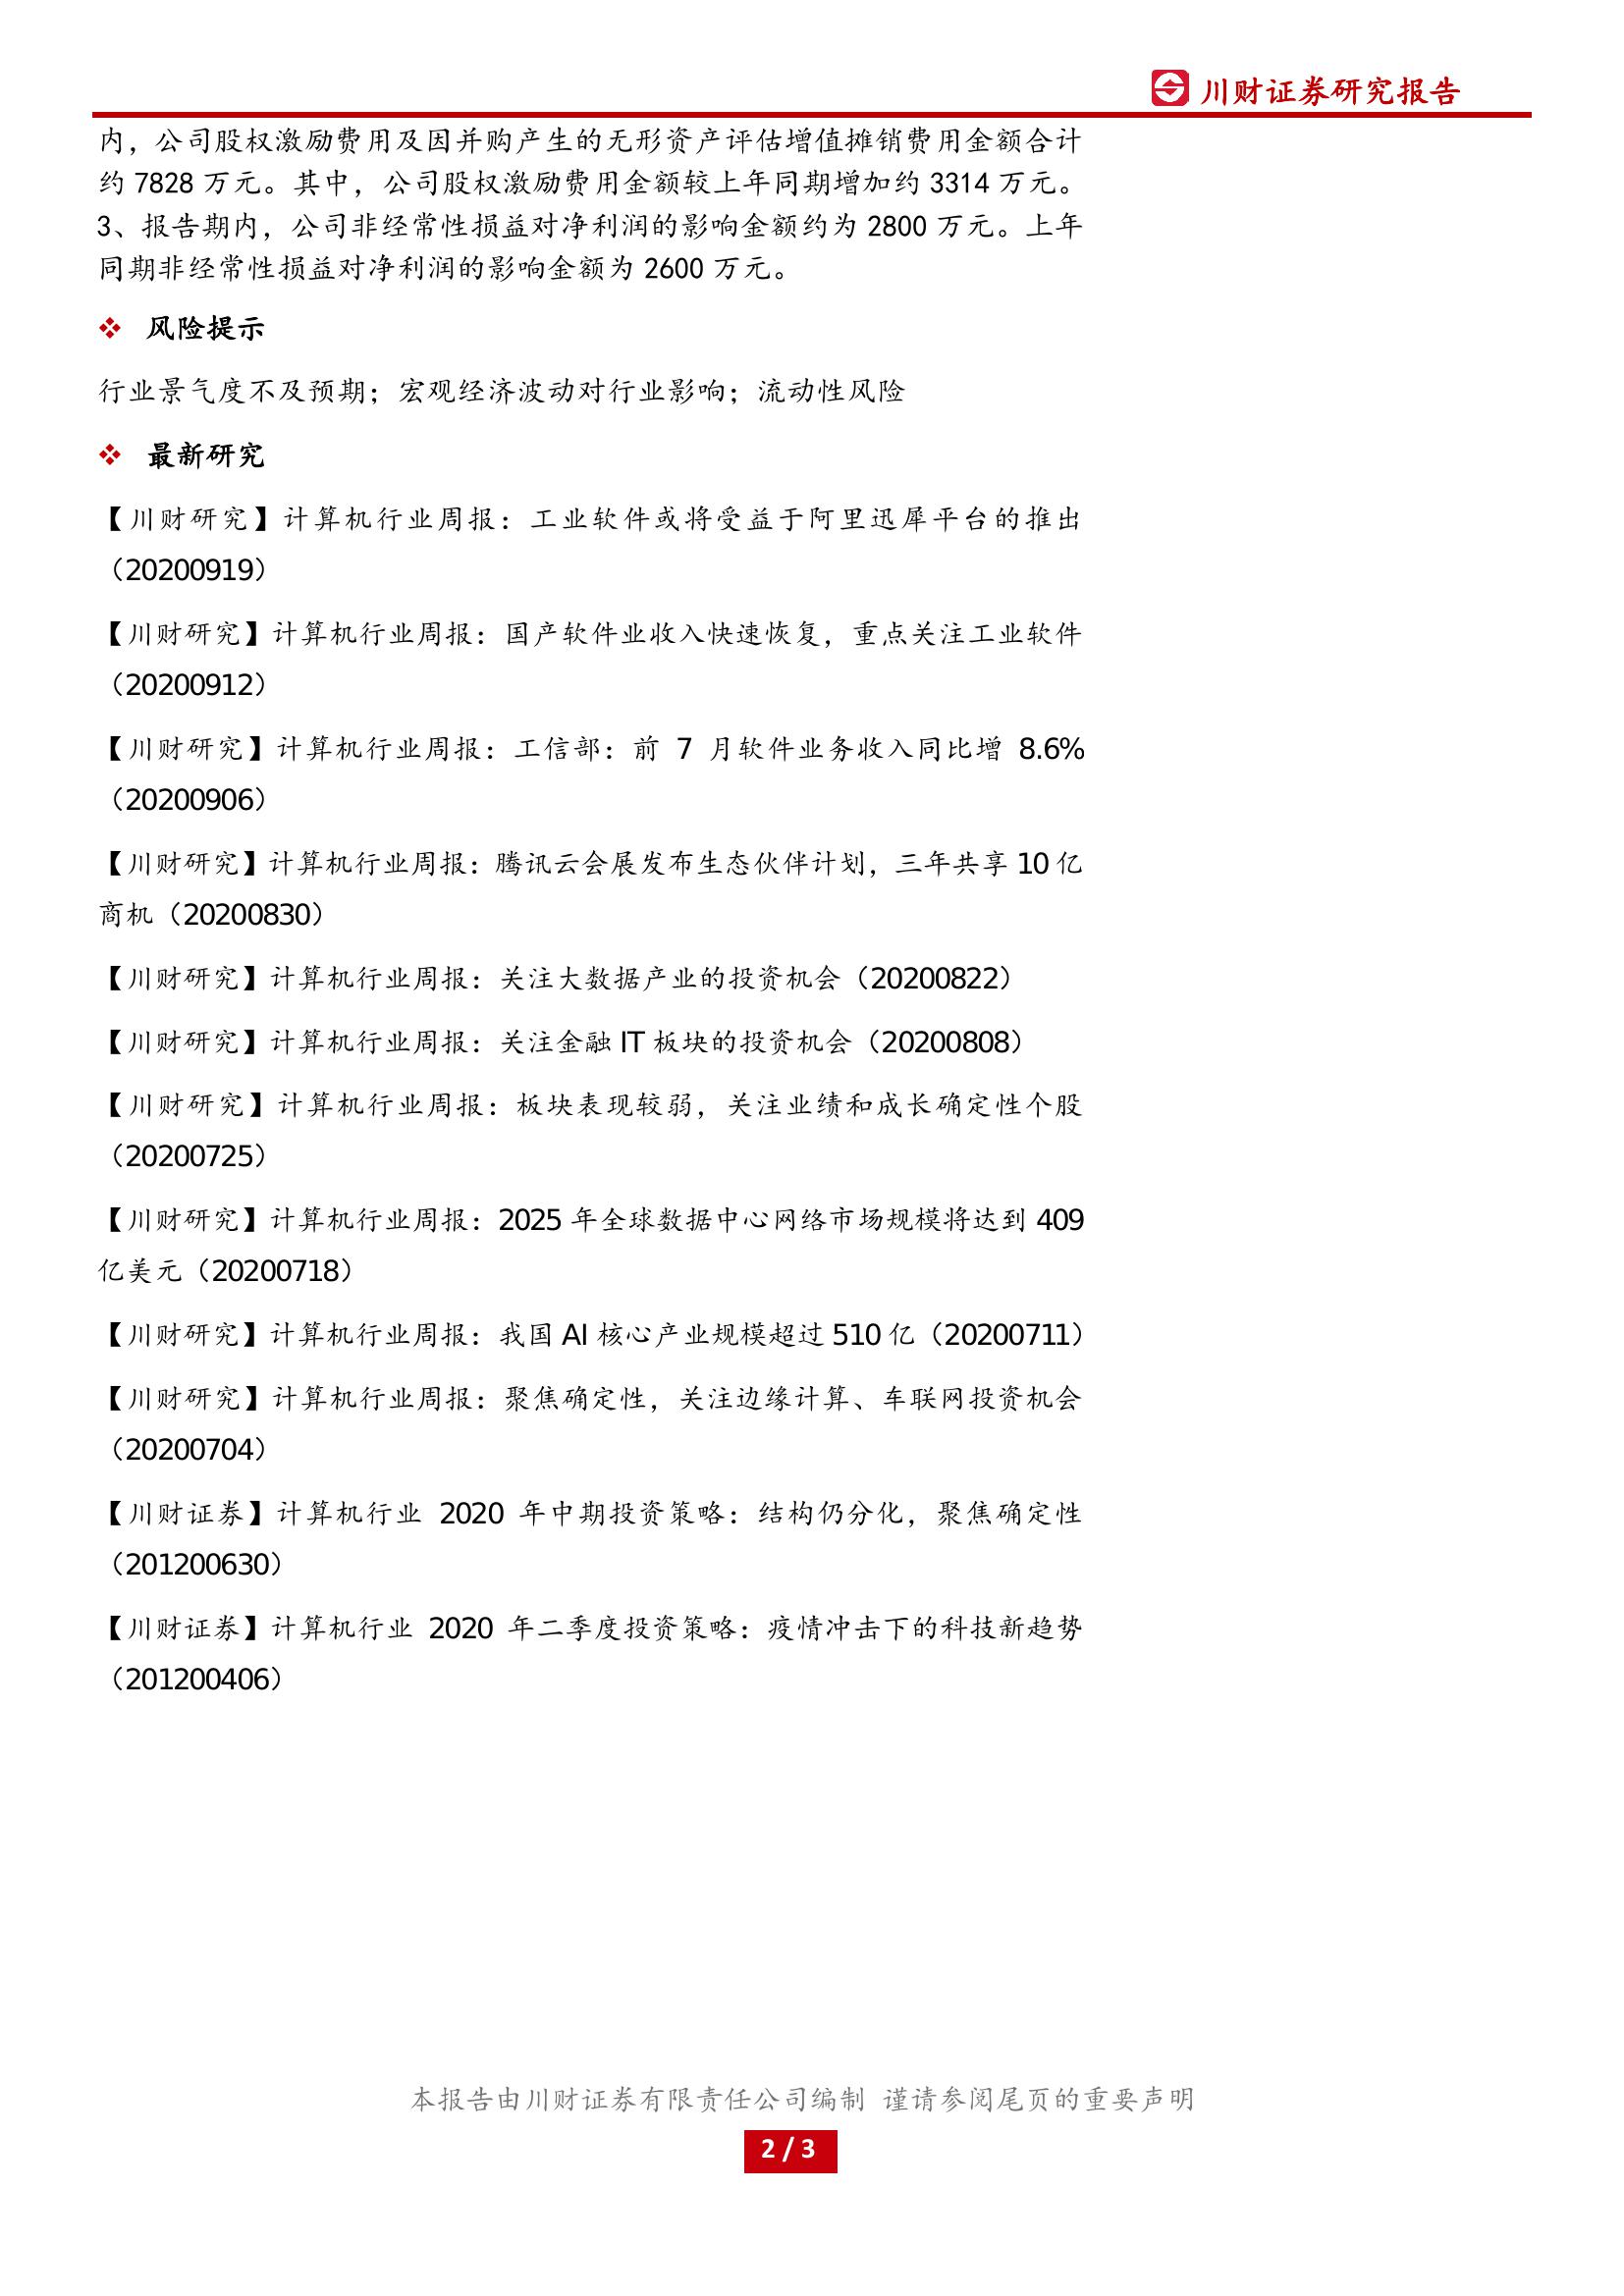 川财证券研究报告
内，公司股权激励费用及因并购产生的无形资产评估增值摊销费用金额合计
约 7828 万元。其中，公司股权激励费用金额较上年同期增加约 3314 万元。
3、报告期内，公司非经常性损益对净利润的影响金额约为 2800 万元。上年
同期非经常性损益对净利润的影响金额为 2600 万元。
❖ 风险提示
行业景气度不及预期；宏观经济波动对行业影响；流动性风险
❖ 最新研究
【川财研究】计算机行业周报：工业软件或将受益于阿里迅犀平台的推出
（20200919）
【川财研究】计算机行业周报：国产软件业收入快速恢复，重点关注工业软件
（20200912）
【川财研究】计算机行业周报：工信部：前 7 月软件业务收入同比增 8.6%
（20200906）
【川财研究】计算机行业周报：腾讯云会展发布生态伙伴计划，三年共享 10 亿
商机（20200830）
【川财研究】计算机行业周报：关注大数据产业的投资机会（20200822）
【川财研究】计算机行业周报：关注金融 IT 板块的投资机会（20200808）
【川财研究】计算机行业周报：板块表现较弱，关注业绩和成长确定性个股
（20200725）
【川财研究】计算机行业周报：2025 年全球数据中心网络市场规模将达到 409
亿美元（20200718）
【川财研究】计算机行业周报：我国 AI 核心产业规模超过 510 亿（20200711）
【川财研究】计算机行业周报：聚焦确定性，关注边缘计算、车联网投资机会
（20200704）
【川财证券】计算机行业 2020 年中期投资策略：结构仍分化，聚焦确定性
（201200630）
【川财证券】计算机行业 2020 年二季度投资策略：疫情冲击下的科技新趋势
（201200406）
本报告由川财证券有限责任公司编制 谨请参阅尾页的重要声明
2 / 3